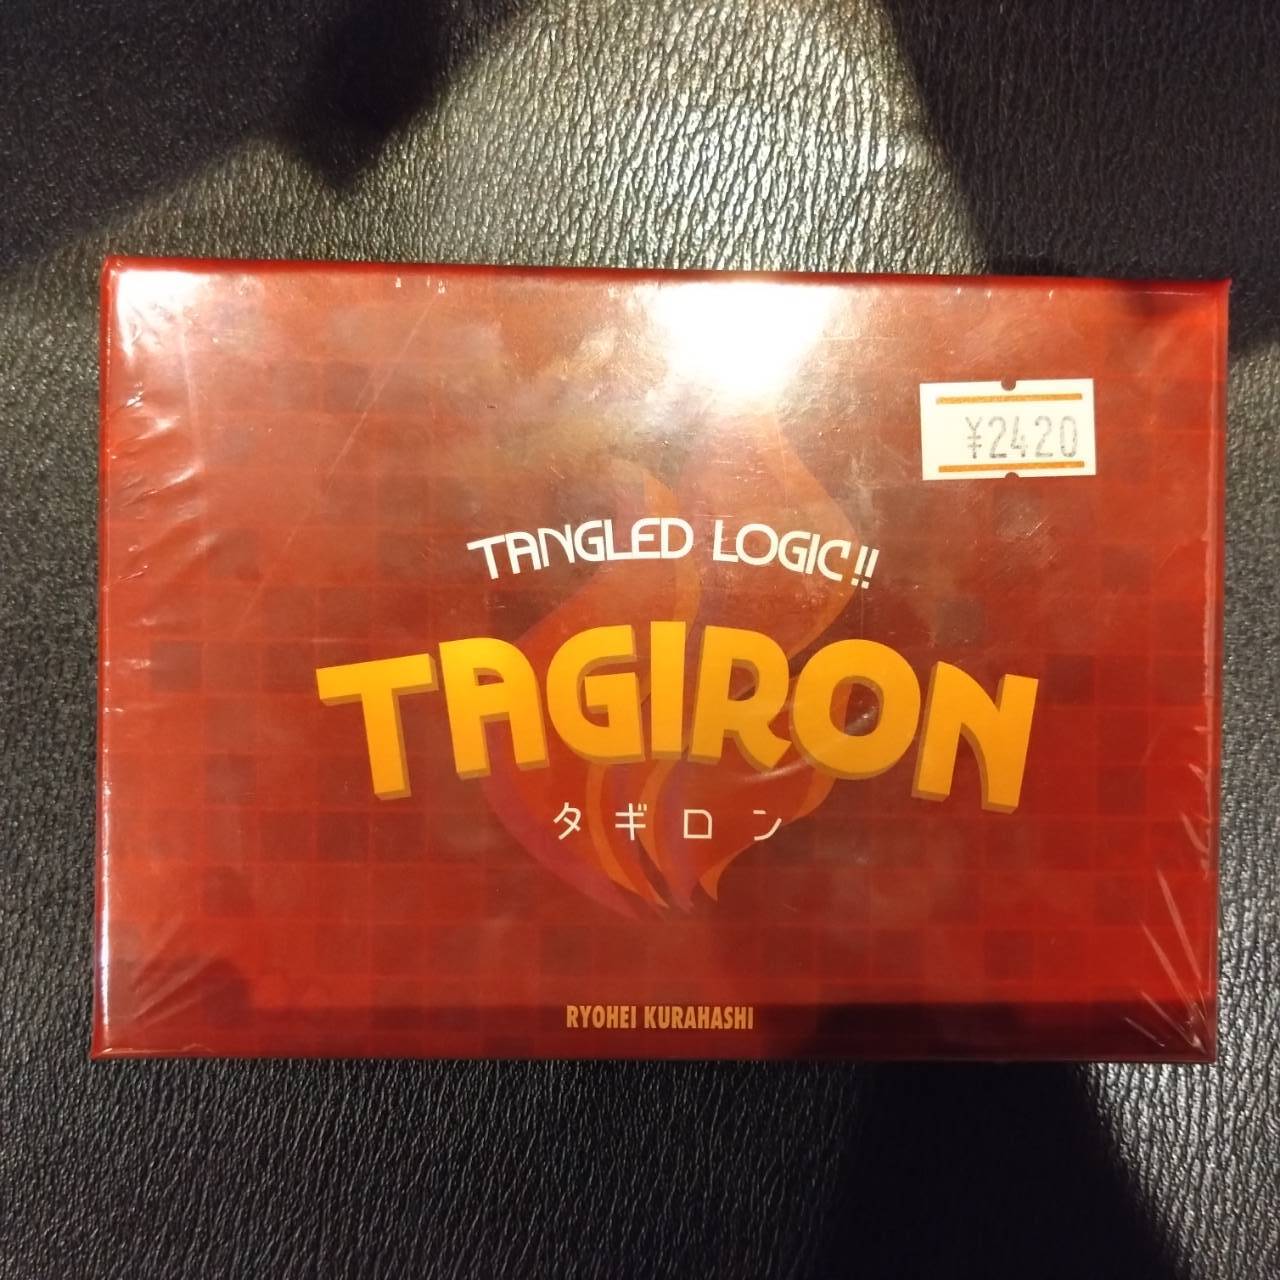 ¥2420
TANGLED LOGIC!!
TAGIRON
タギロン
RYOHEI KURAHASHI